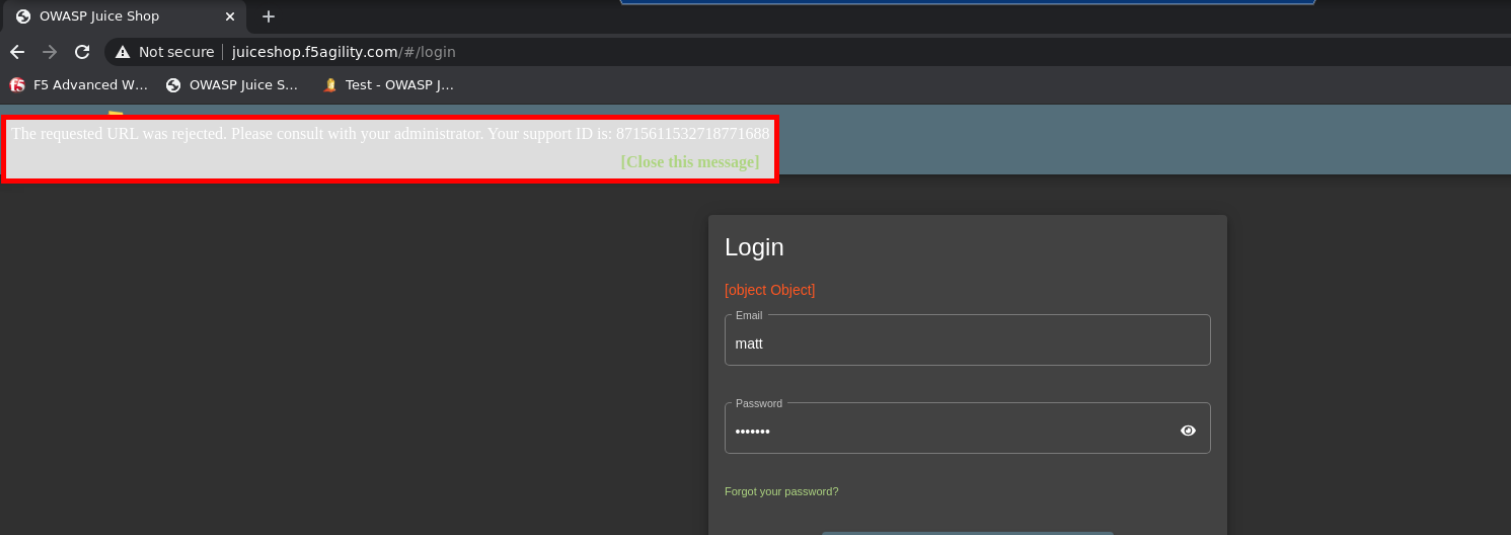 OWASP Juice Shop
Not secure juiceshop.f5agility.com/#/login
F5 Advanced W... OWASP Juice S... Test - OWASP J...
The requested URL was rejected. Please consult with your administrator. Your support ID is: 8715611532718771688
[Close this message]
Login
[object Object]
Email
matt
Password
•••••••
Forgot your password?